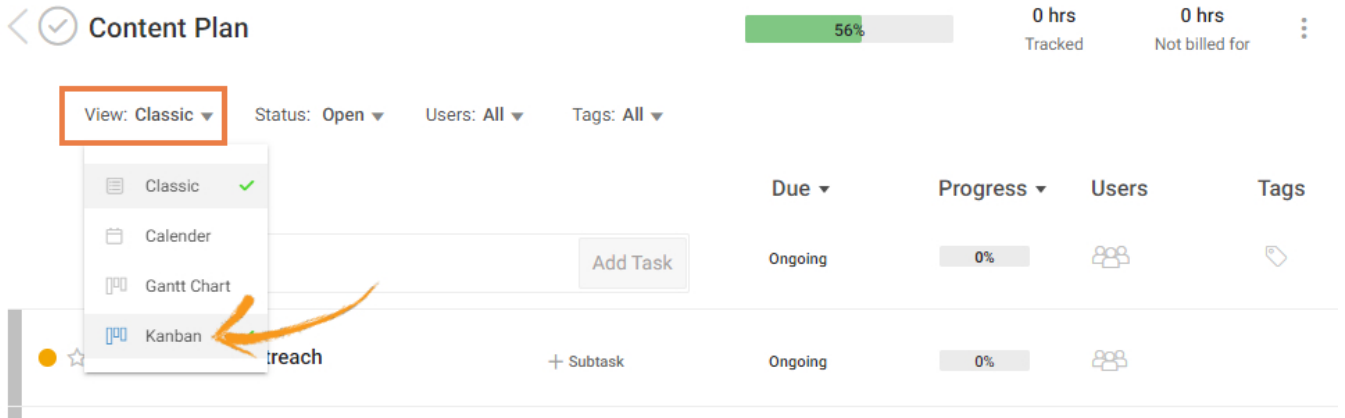 Content Plan
56%
0 hrs
Tracked
0 hrs
Not billed for
View: Classic
Status: Open
Users: All
Tags: All
Classic
Calender
Gantt Chart
Kanban
Due
Progress
Users
Tags
Add Task
Ongoing
0%
treach
+ Subtask
Ongoing
0%